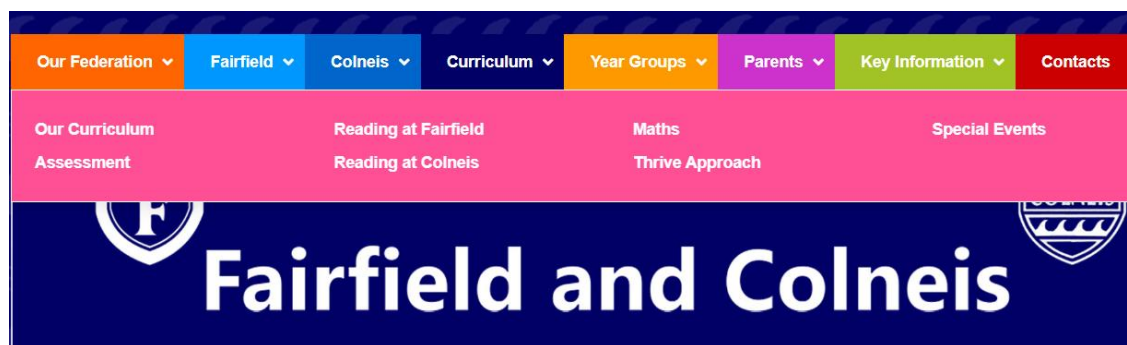 Our Federation Fairfield Colneis Curriculum Year Groups Parents Key Information Contacts
Our Curriculum Reading at Fairfield Maths Special Events
Assessment Reading at Colneis Thrive Approach
F COLNEIS
Fairfield and Colneis